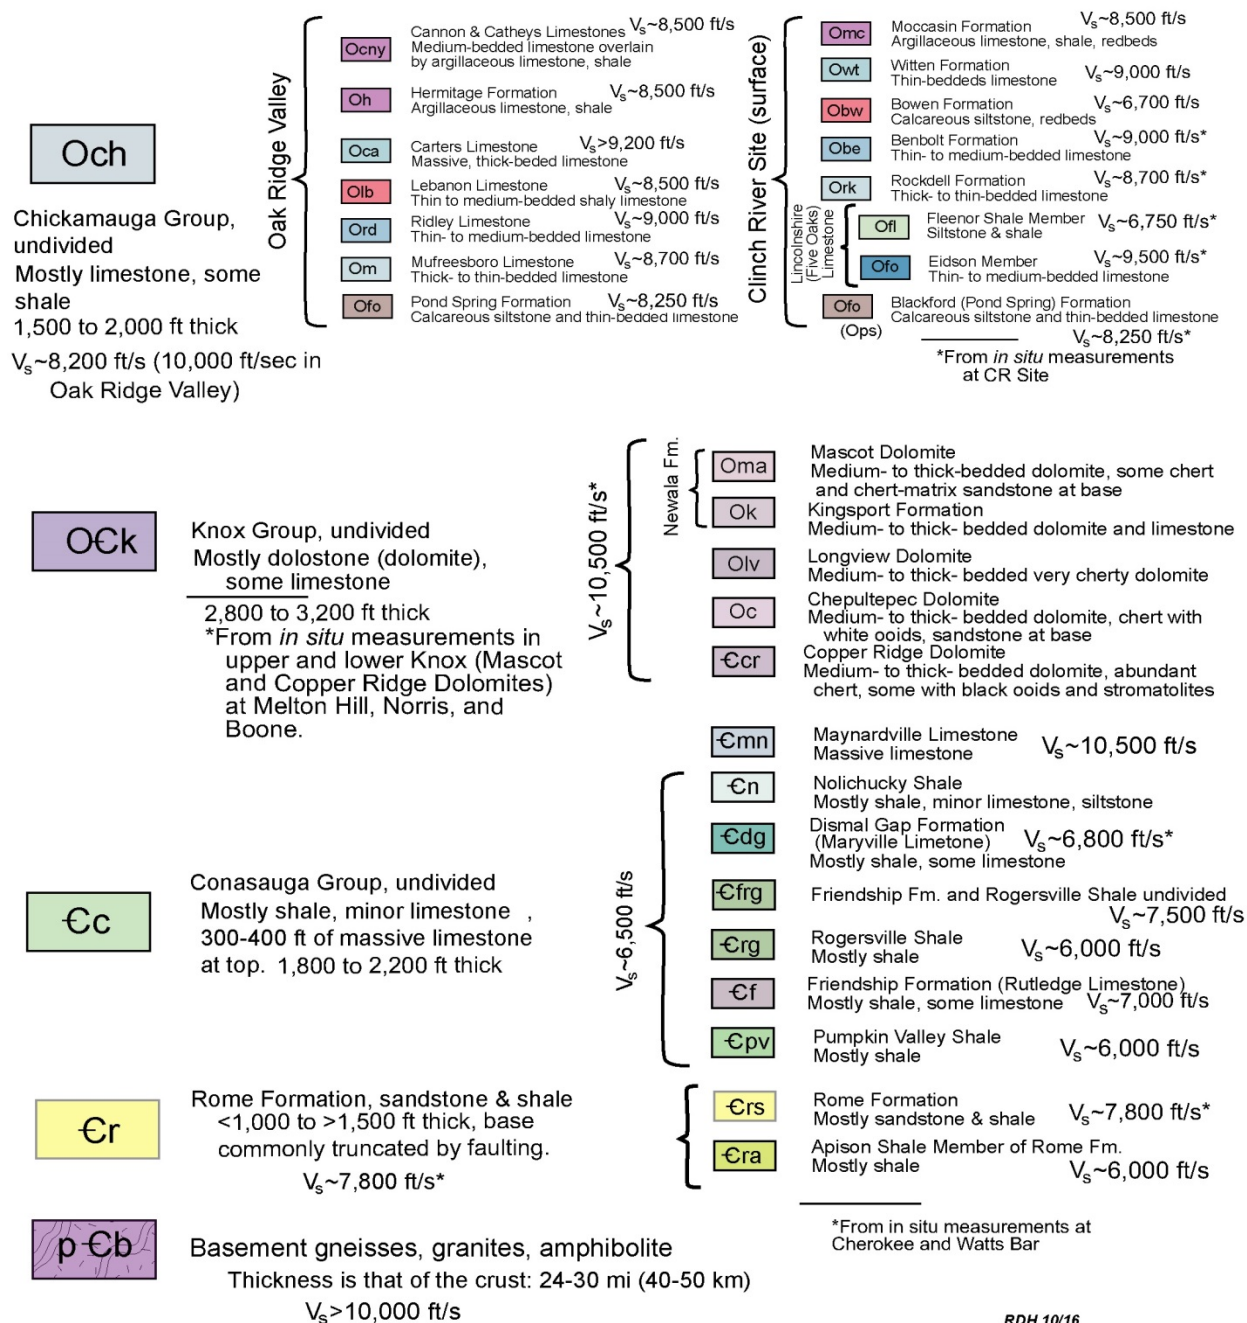 Och
Chickamauga Group,
undivided
Mostly limestone, some
shale
1,500 to 2,000 ft thick
Vs~8,200 ft/s (10,000 ft/sec in
Oak Ridge Valley)
Oak Ridge Valley
Ocny
Cannon & Catheys Limestones Vs~8,500 ft/s
Medium-bedded limestone overlain
by argillaceous limestone, shale
Oh
Hermitage Formation Vs~8,500 ft/s
Argillaceous limestone, shale
Oca
Carters Limestone Vs>9,200 ft/s
Massive, thick-beded limestone
Olb
Lebanon Limestone Vs~8,500 ft/s
Thin to medium-bedded shaly limestone
Ord
Ridley Limestone Vs~9,000 ft/s
Thin- to medium-bedded limestone
Om
Mufreesboro Limestone Vs~8,700 ft/s
Thick- to thin-bedded limestone
Ofo
Pond Spring Formation Vs~8,250 ft/s
Calcareous siltstone and thin-bedded limestone
Clinch River Site (surface)
Omc
Moccasin Formation Vs~8,500 ft/s
Argillaceous limestone, shale, redbeds
Owt
Witten Formation Vs~9,000 ft/s
Thin-beddeds limestone
Obw
Bowen Formation Vs~6,700 ft/s
Calcareous siltstone, redbeds
Obe
Benbolt Formation Vs~9,000 ft/s*
Thin- to medium-bedded limestone
Ork
Rockdell Formation Vs~8,700 ft/s*
Thick- to thin-bedded limestone
Lincolnshire
(Five Oaks)
Limestone
Ofl
Fleenor Shale Member Vs~6,750 ft/s*
Siltstone & shale
Ofo
Eidson Member Vs~9,500 ft/s*
Thin- to medium-bedded limestone
Ofo
(Ops)
Blackford (Pond Spring) Formation
Calcareous siltstone and thin-bedded limestone
Vs~8,250 ft/s*
*From in situ measurements
at CR Site
OЄk
Knox Group, undivided
Mostly dolostone (dolomite),
some limestone
2,800 to 3,200 ft thick
*From in situ measurements in
upper and lower Knox (Mascot
and Copper Ridge Dolomites)
at Melton Hill, Norris, and
Boone.
Vs~10,500 ft/s*
Newala Fm.
Oma
Mascot Dolomite
Medium- to thick-bedded dolomite, some chert
and chert-matrix sandstone at base
Ok
Kingsport Formation
Medium- to thick- bedded dolomite and limestone
Olv
Longview Dolomite
Medium- to thick- bedded very cherty dolomite
Oc
Chepultepec Dolomite
Medium- to thick- bedded dolomite, chert with
white ooids, sandstone at base
Єcr
Copper Ridge Dolomite
Medium- to thick- bedded dolomite, abundant
chert, some with black ooids and stromatolites
Єmn
Maynardville Limestone Vs~10,500 ft/s
Massive limestone
Єc
Conasauga Group, undivided
Mostly shale, minor limestone ,
300-400 ft of massive limestone
at top. 1,800 to 2,200 ft thick
Vs~6,500 ft/s
Єn
Nolichucky Shale
Mostly shale, minor limestone, siltstone
Єdg
Dismal Gap Formation
(Maryville Limetone) Vs~6,800 ft/s*
Mostly shale, some limestone
Єfrg
Friendship Fm. and Rogersville Shale undivided
Vs~7,500 ft/s
Єrg
Rogersville Shale Vs~6,000 ft/s
Mostly shale
Єf
Friendship Formation (Rutledge Limestone)
Mostly shale, some limestone Vs~7,000 ft/s
Єpv
Pumpkin Valley Shale Vs~6,000 ft/s
Mostly shale
Єr
Rome Formation, sandstone & shale
<1,000 to >1,500 ft thick, base
commonly truncated by faulting.
Vs~7,800 ft/s*
Єrs
Rome Formation Vs~7,800 ft/s*
Mostly sandstone & shale
Єra
Apison Shale Member of Rome Fm.
Mostly shale Vs~6,000 ft/s
*From in situ measurements at
Cherokee and Watts Bar
pЄb
Basement gneisses, granites, amphibolite
Thickness is that of the crust: 24-30 mi (40-50 km)
Vs>10,000 ft/s
RDH 10/16